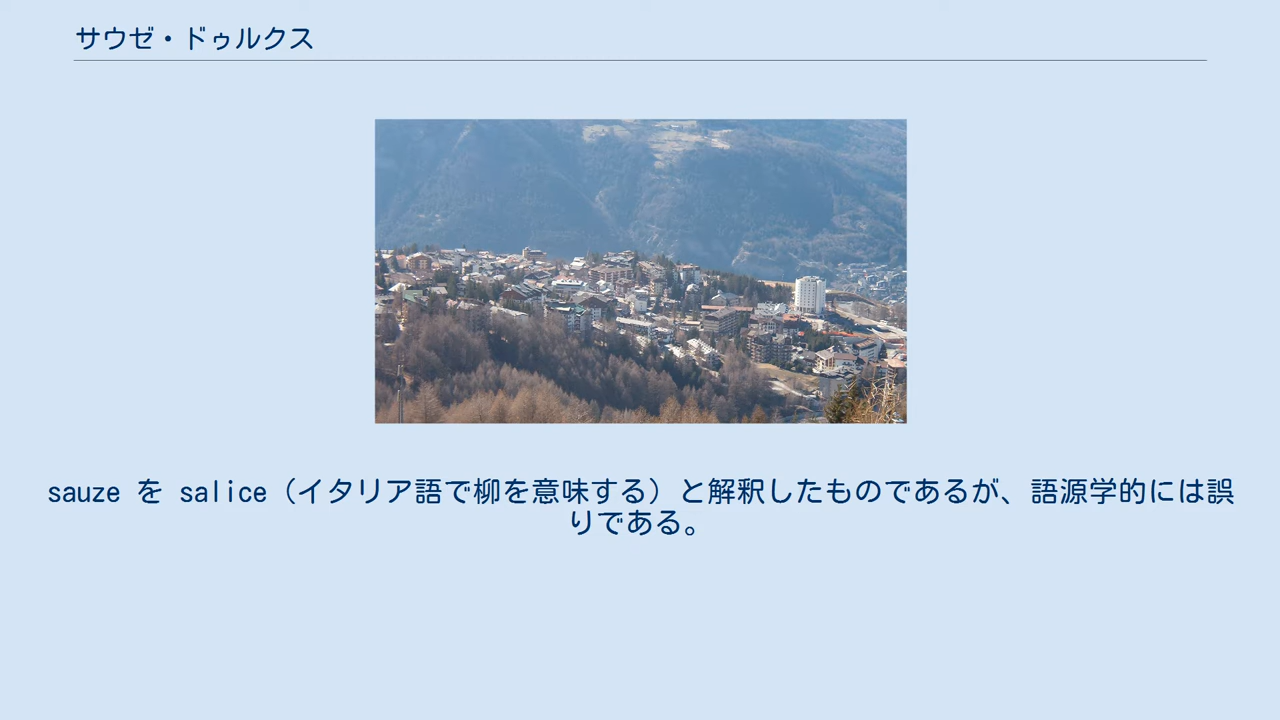 サウゼ・ドゥルクス
sauze を salice（イタリア語で柳を意味する）と解釈したものであるが、語源学的には誤
りである。